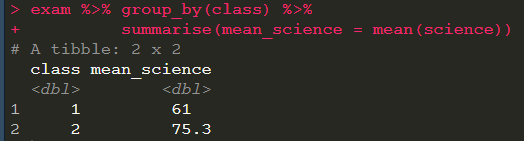 > exam %>% group_by(class) %>%
+         summarise(mean_science = mean(science))
# A tibble: 2 x 2
  class mean_science
  <dbl>        <dbl>
1     1         61
2     2         75.3